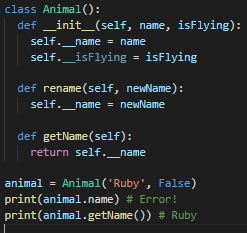 class Animal():
  def __init__(self, name, isFlying):
    self.__name = name
    self.__isFlying = isFlying

  def rename(self, newName):
    self.__name = newName

  def getName(self):
    return self.__name

animal = Animal('Ruby', False)
print(animal.name) # Error!
print(animal.getName()) # Ruby